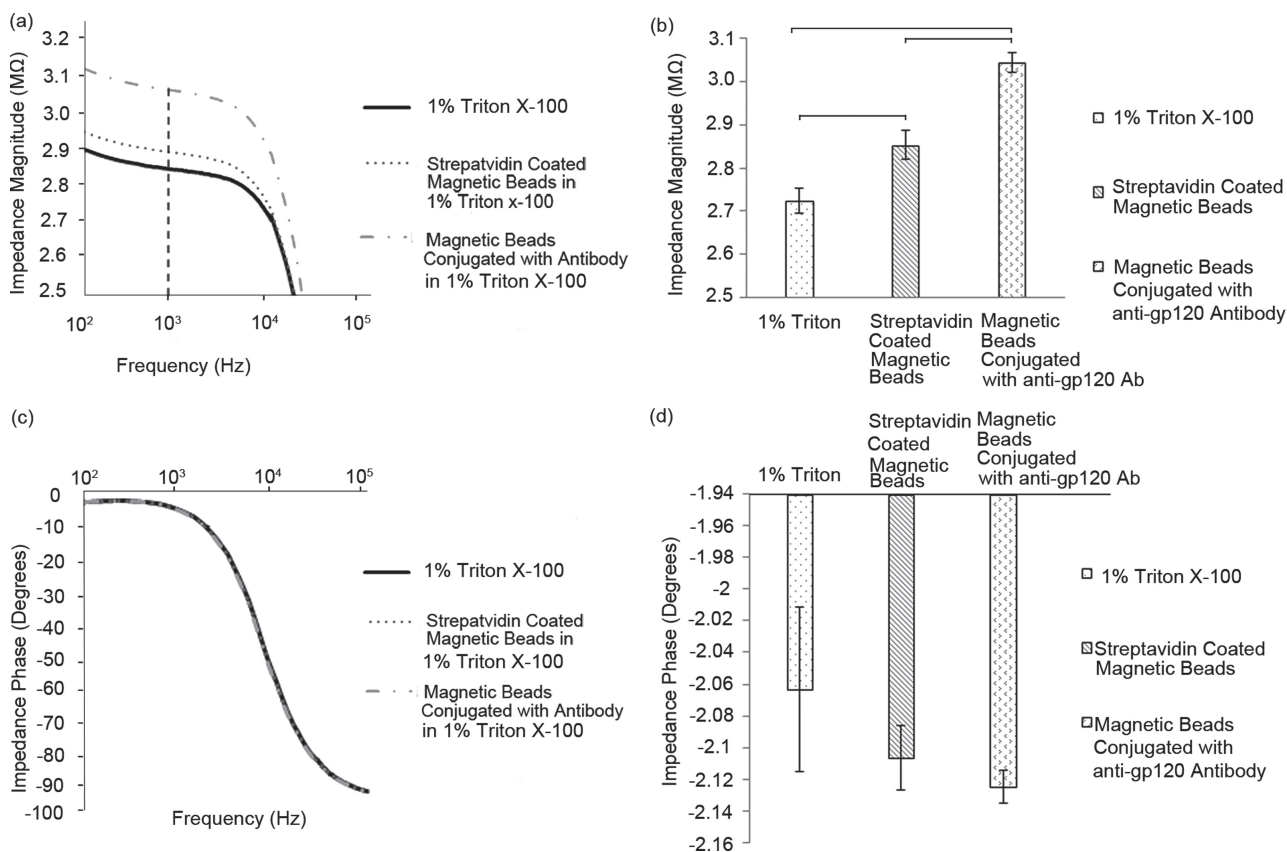 (a)
3.2
3.1
3.0
2.9
2.8
2.7
2.6
2.5
Impedance Magnitude (MΩ)
10² 10³ 10⁴ 10⁵
Frequency (Hz)
1% Triton X-100
Strepatvidin Coated
Magnetic Beads in
1% Triton x-100
Magnetic Beads
Conjugated with Antibody
in 1% Triton X-100
(b)
3.1
3.0
2.9
2.8
2.7
2.6
2.5
Impedance Magnitude (MΩ)
1% Triton
Streptavidin
Coated
Magnetic
Beads
Magnetic
Beads
Conjugated
with anti-gp120 Ab
1% Triton X-100
Streptavidin Coated
Magnetic Beads
Magnetic Beads
Conjugated with
anti-gp120 Antibody
(c)
10² 10³ 10⁴ 10⁵
0
-10
-20
-30
-40
-50
-60
-70
-80
-90
-100
Impedance Phase (Degrees)
Frequency (Hz)
1% Triton X-100
Strepatvidin Coated
Magnetic Beads in
1% Triton X-100
Magnetic Beads
Conjugated with Antibody
in 1% Triton X-100
(d)
1% Triton
Streptavidin
Coated
Magnetic
Beads
Magnetic
Beads
Conjugated
with anti-gp120 Ab
-1.94
-1.96
-1.98
-2
-2.02
-2.04
-2.06
-2.08
-2.1
-2.12
-2.14
-2.16
Impedance Phase (Degrees)
1% Triton X-100
Streptavidin Coated
Magnetic Beads
Magnetic Beads
Conjugated with
anti-gp120 Antibody